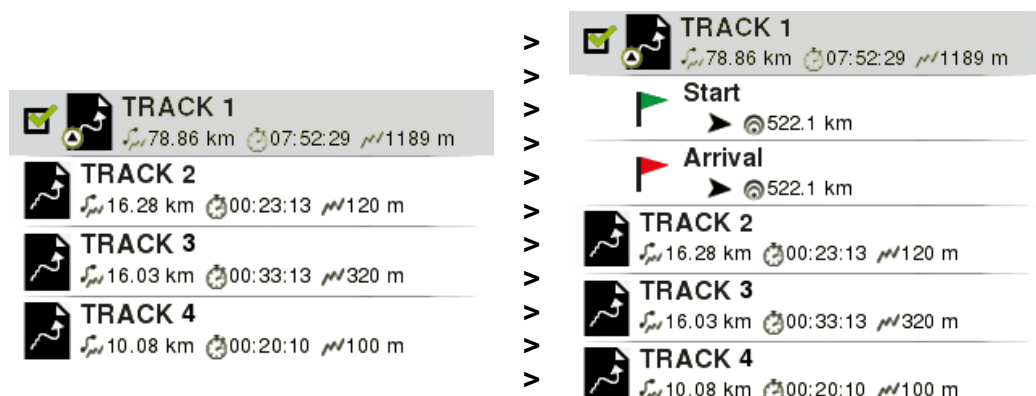 TRACK 1
78.86 km 07:52:29 1189 m
TRACK 2
16.28 km 00:23:13 120 m
TRACK 3
16.03 km 00:33:13 320 m
TRACK 4
10.08 km 00:20:10 100 m
>
>
>
>
>
>
>
>
>
>
>
TRACK 1
78.86 km 07:52:29 1189 m
Start
522.1 km
Arrival
522.1 km
TRACK 2
16.28 km 00:23:13 120 m
TRACK 3
16.03 km 00:33:13 320 m
TRACK 4
10.08 km 00:20:10 100 m